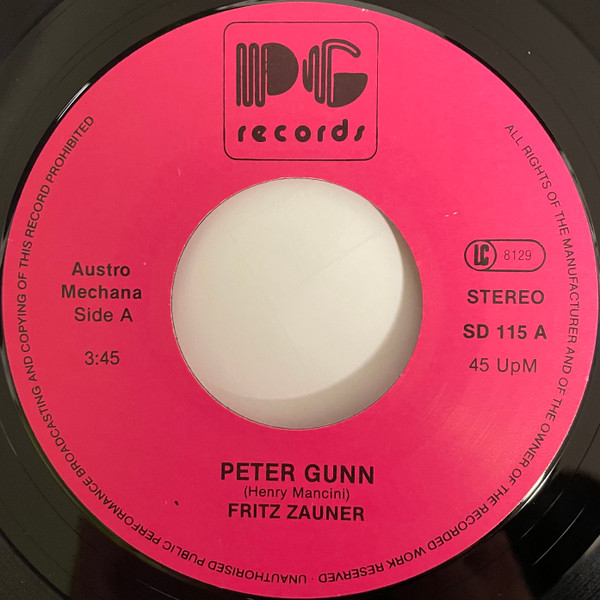 PG
records
ALL RIGHTS OF THE MANUFACTURER AND OF THE OWNER OF THE RECORDED WORK RESERVED · UNAUTHORISED PUBLIC PERFORMANCE BROADCASTING AND COPYING OF THIS RECORD PROHIBITED
Austro
Mechana
Side A
3:45
LC 8129
STEREO
SD 115 A
45 UpM
PETER GUNN
(Henry Mancini)
FRITZ ZAUNER